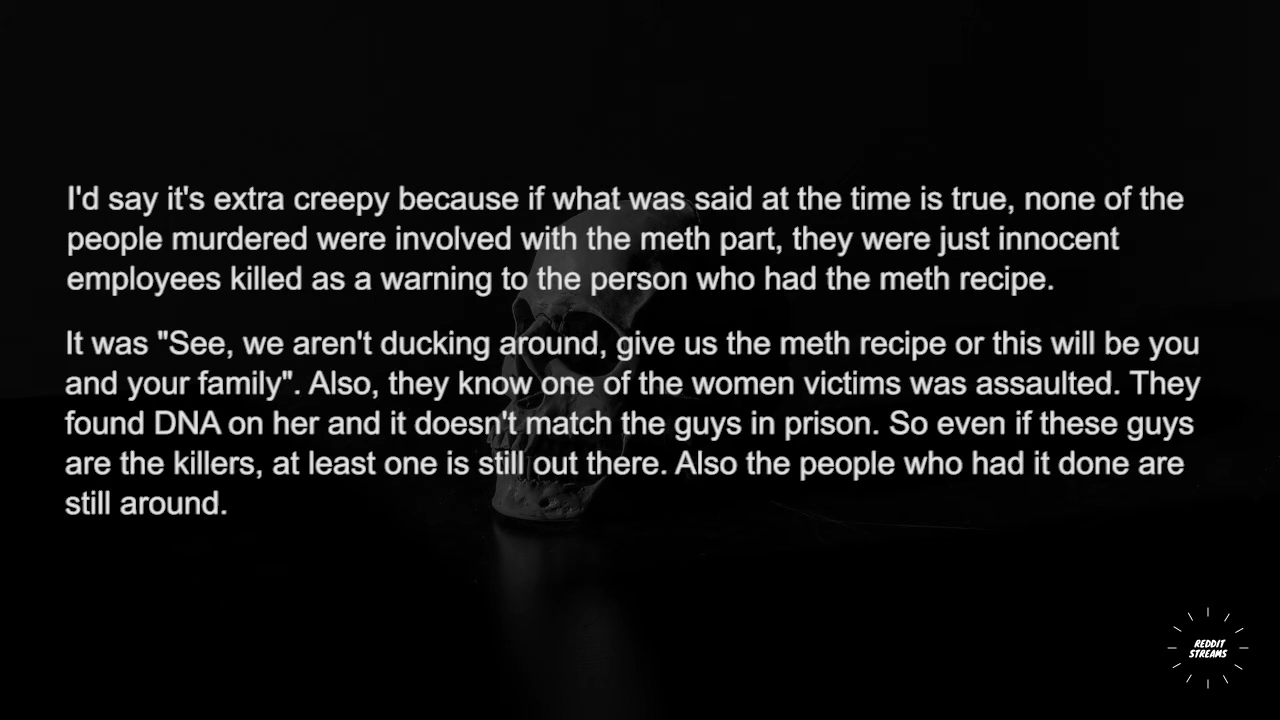 I'd say it's extra creepy because if what was said at the time is true, none of the
people murdered were involved with the meth part, they were just innocent
employees killed as a warning to the person who had the meth recipe.
It was "See, we aren't ducking around, give us the meth recipe or this will be you
and your family". Also, they know one of the women victims was assaulted. They
found DNA on her and it doesn't match the guys in prison. So even if these guys
are the killers, at least one is still out there. Also the people who had it done are
still around.
REDDIT
STREAMS